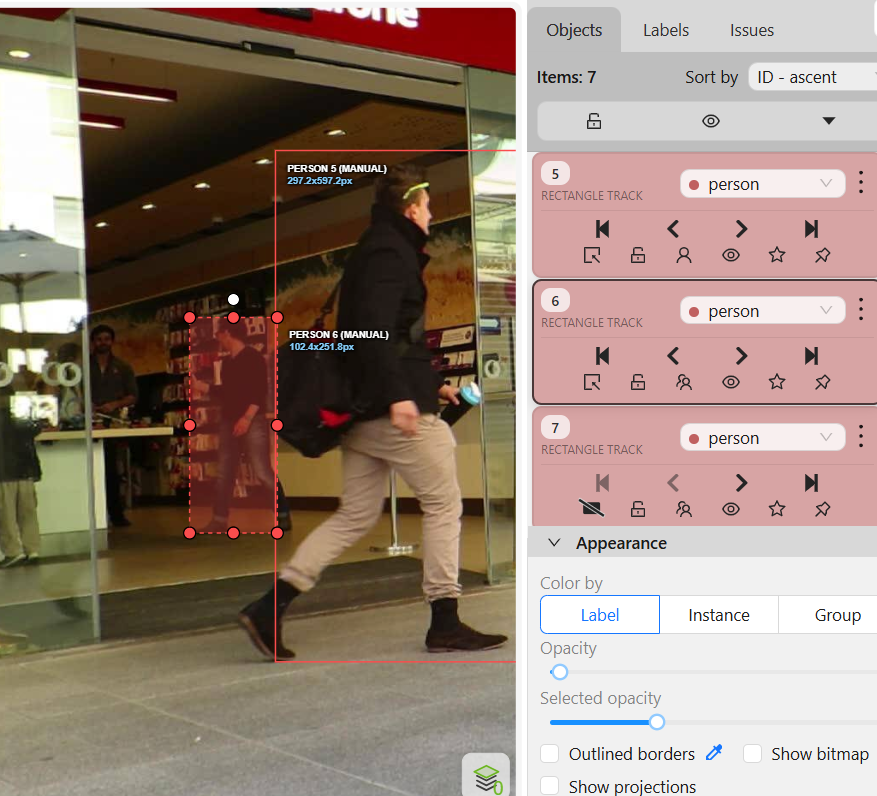 Objects
Labels
Issues
Items: 7
Sort by
ID - ascent
PERSON 5 (MANUAL)
297.2x597.2px
5
person
RECTANGLE TRACK
6
person
RECTANGLE TRACK
PERSON 6 (MANUAL)
102.4x251.8px
7
person
RECTANGLE TRACK
Appearance
Color by
Label
Instance
Group
Opacity
Selected opacity
Outlined borders
Show bitmap
Show projections